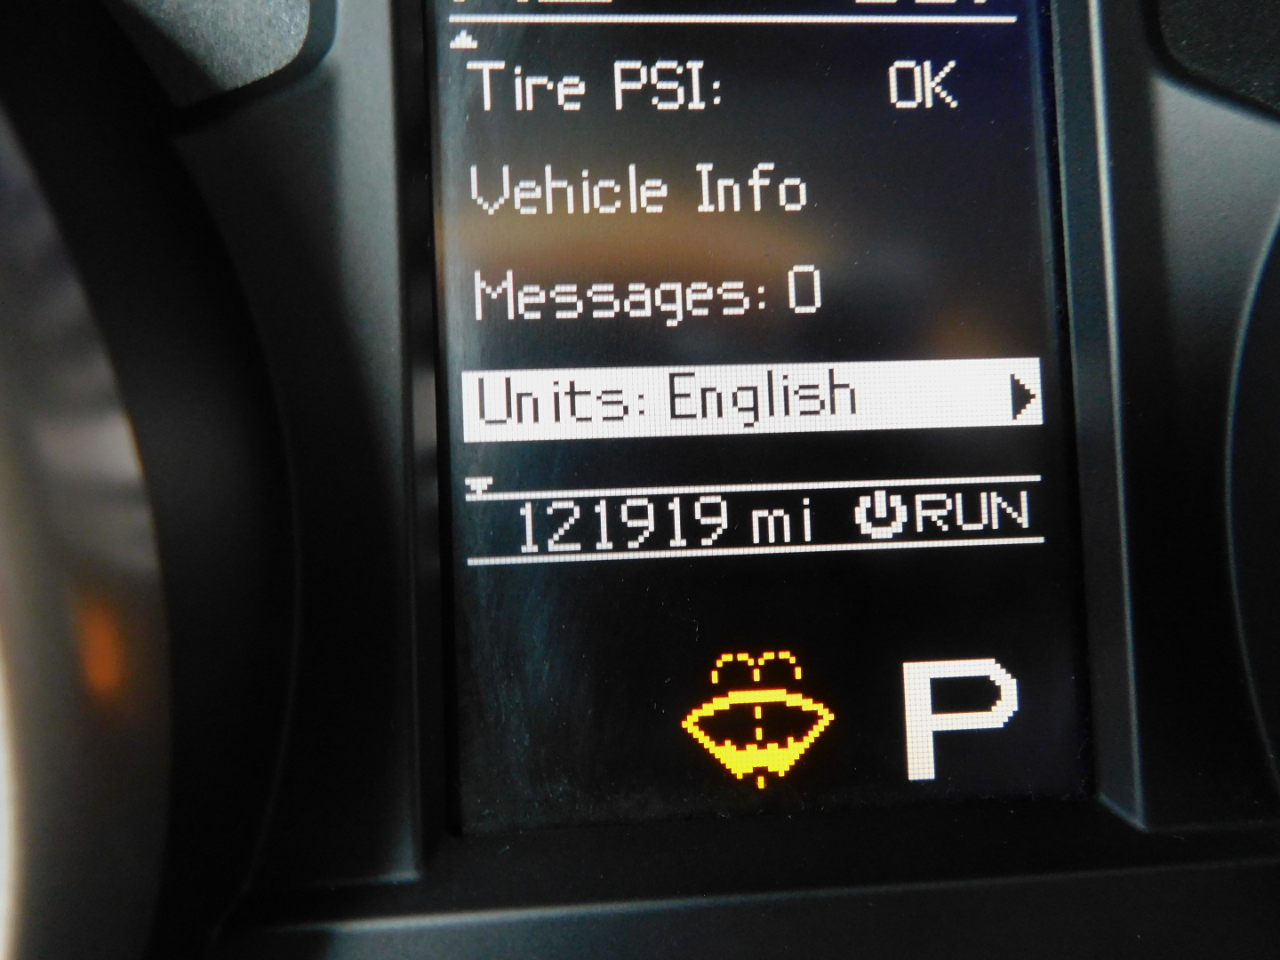 Tire PSI: OK
Vehicle Info
Messages: 0
Units: English
121919 mi RUN
P